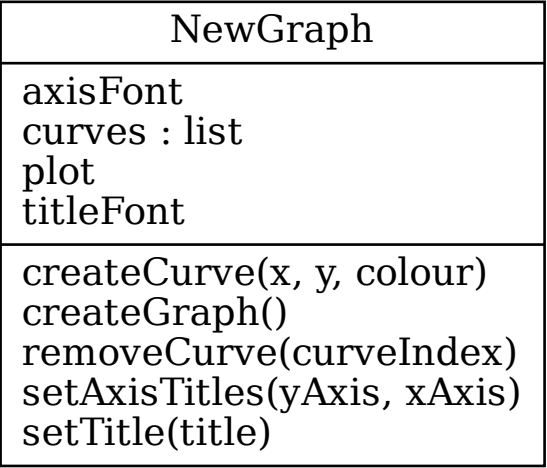 NewGraph
axisFont
curves : list
plot
titleFont
createCurve(x, y, colour)
createGraph()
removeCurve(curveIndex)
setAxisTitles(yAxis, xAxis)
setTitle(title)